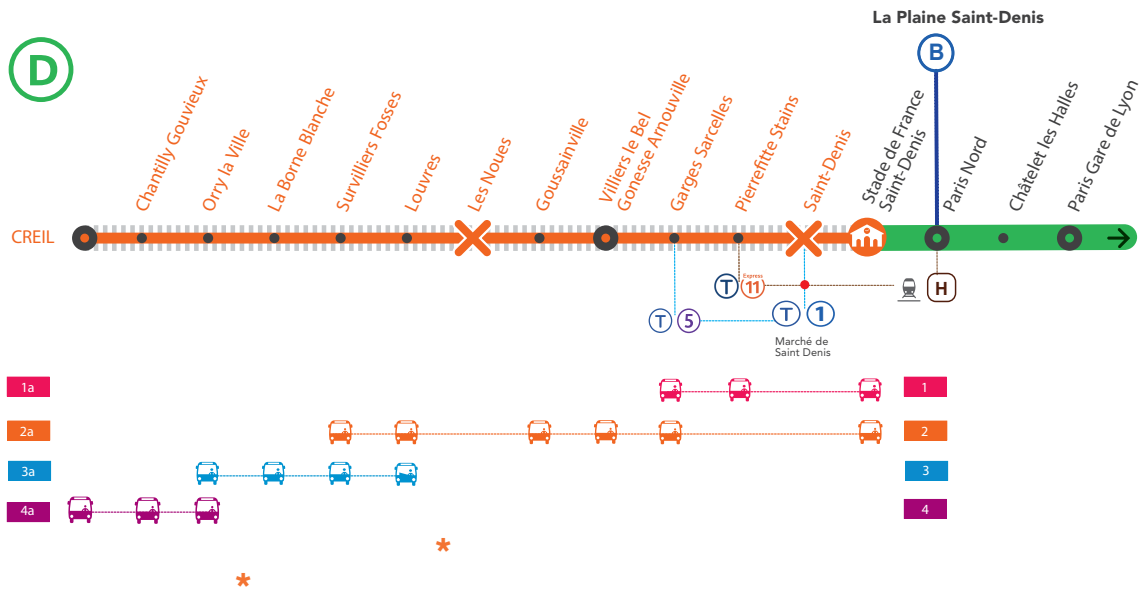 La Plaine Saint-Denis
D
B
Chantilly Gouvieux
Orry la Ville
La Borne Blanche
Survilliers Fosses
Louvres
Les Noues
Goussainville
Villiers le Bel
Gonesse Arnouville
Garges Sarcelles
Pierrefitte Stains
Saint-Denis
Stade de France
Saint-Denis
Paris Nord
Châtelet les Halles
Paris Gare de Lyon
CREIL
T
Express
11
H
T
5
T
1
Marché de
Saint Denis
1a
1
2a
2
3a
3
4a
4
*
*